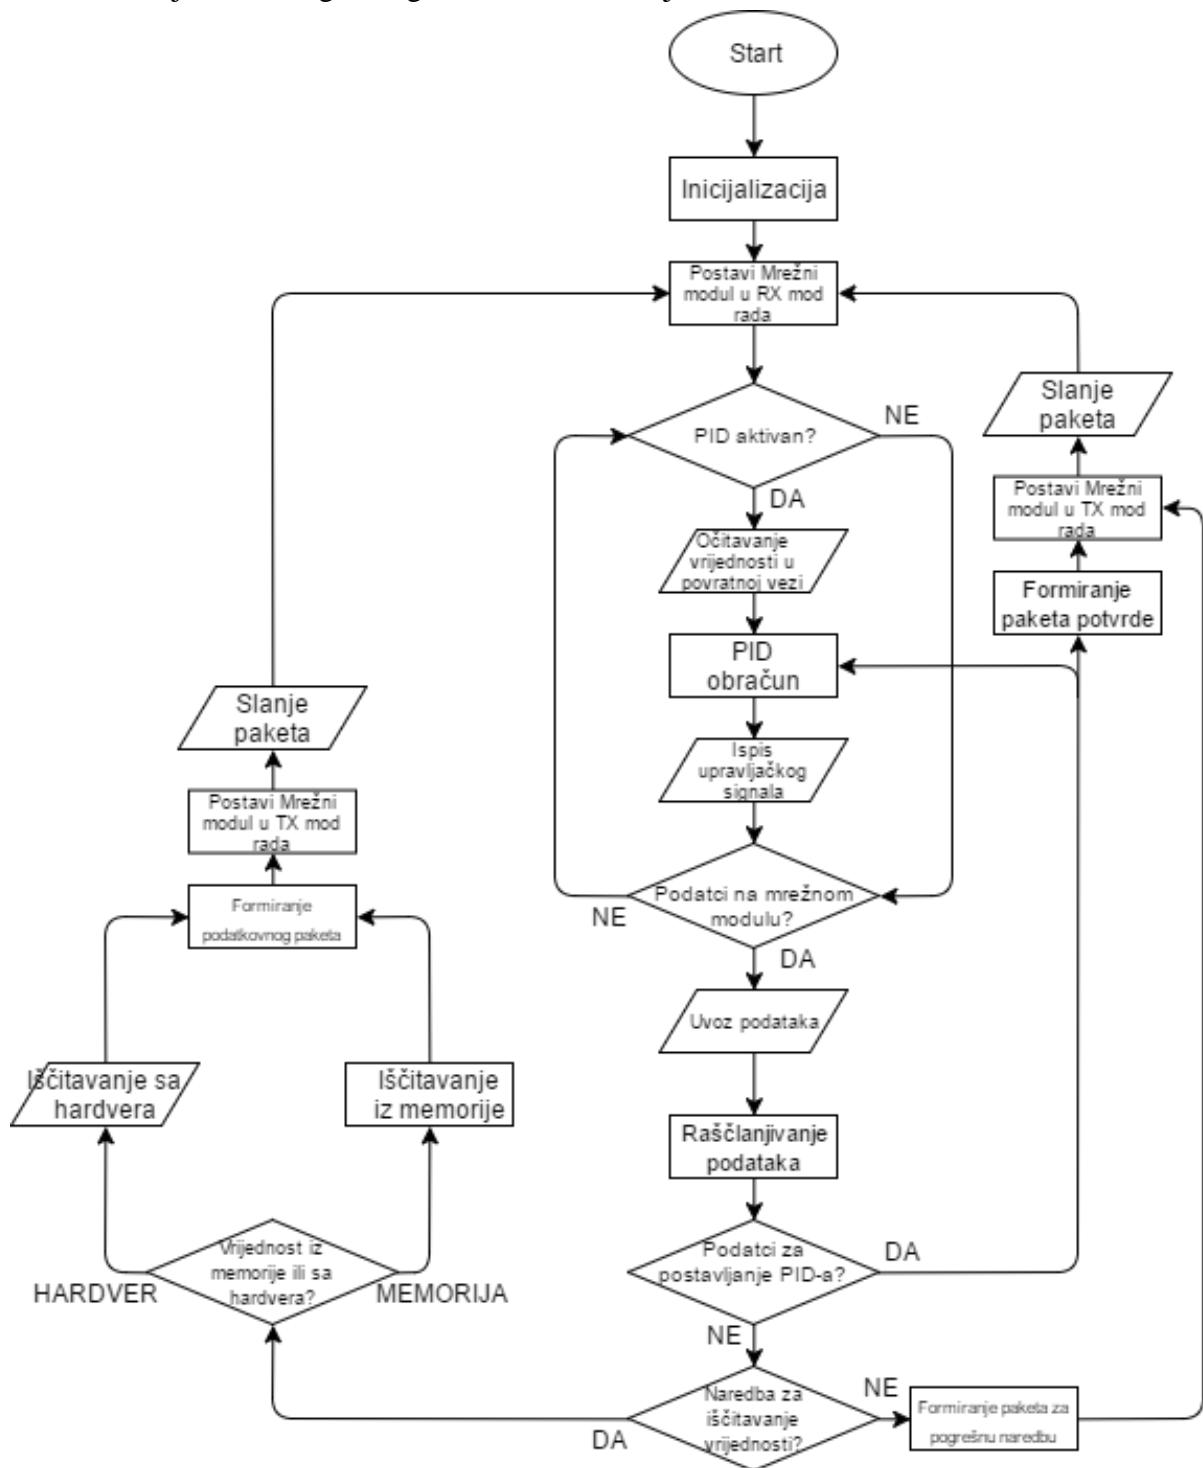 Start
Inicijalizacija
Postavi Mrežni
modul u RX mod
rada
PID aktivan?
NE
DA
Očitavanje
vrijednosti u
povratnoj vezi
PID
obračun
Ispis
upravljačkog
signala
Podatci na mrežnom
modulu?
NE
DA
Uvoz podataka
Raščlanjivanje
podataka
Podatci za
postavljanje PID-a?
DA
NE
Naredba za
iščitavanje
vrijednosti?
NE
DA
Formiranje paketa za
pogrešnu naredbu
Slanje
paketa
Postavi Mrežni
modul u TX mod
rada
Formiranje
paketa potvrde
Slanje
paketa
Postavi Mrežni
modul u TX mod
rada
Formiranje
podatkovnog paketa
Iščitavanje sa
hardvera
Iščitavanje
iz memorije
Vrijednost iz
memorije ili sa
hardvera?
HARDVER
MEMORIJA